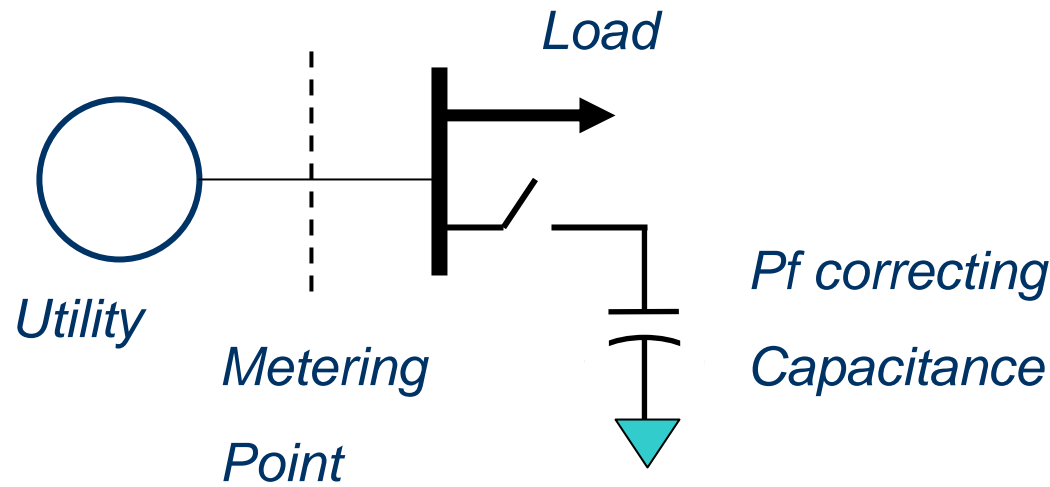 Load
Utility
Metering
Point
Pf correcting
Capacitance